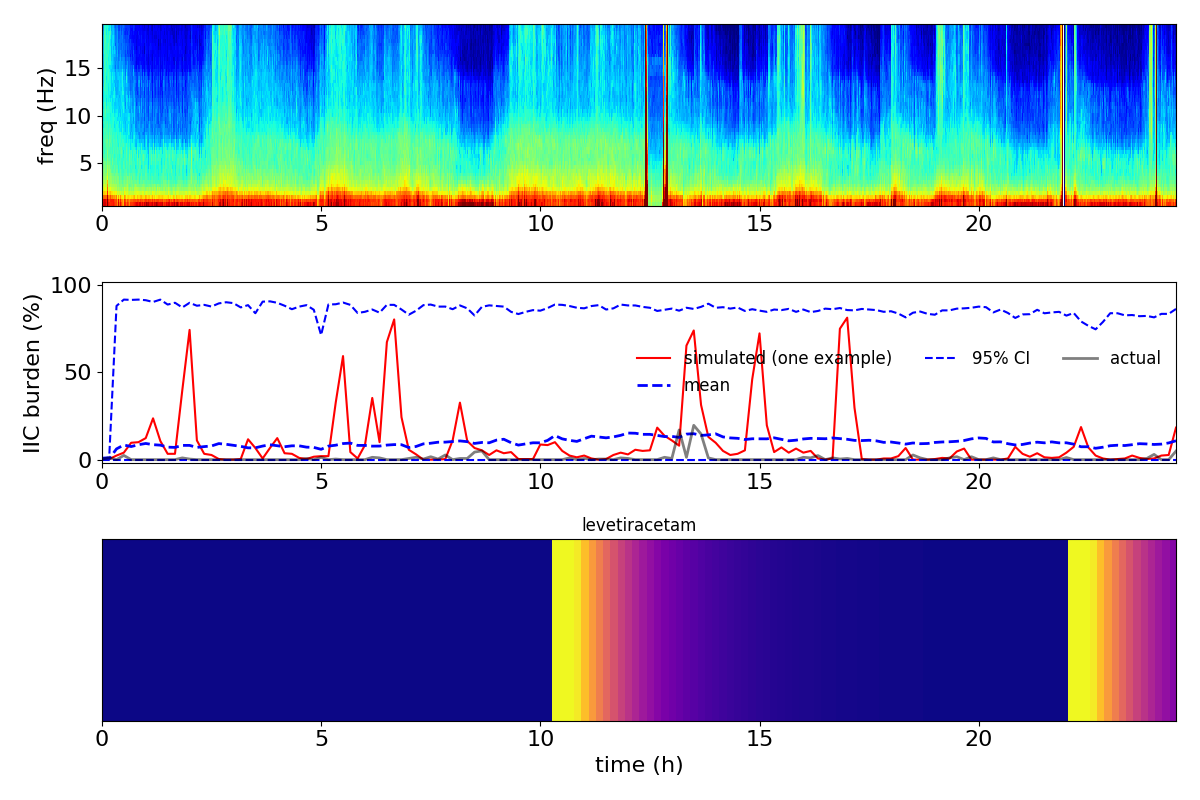 freq (Hz)
15
10
5
0 5 10 15 20
IIC burden (%)
100
50
0
simulated (one example) 95% CI actual
mean
0 5 10 15 20
levetiracetam
0 5 10 15 20
time (h)